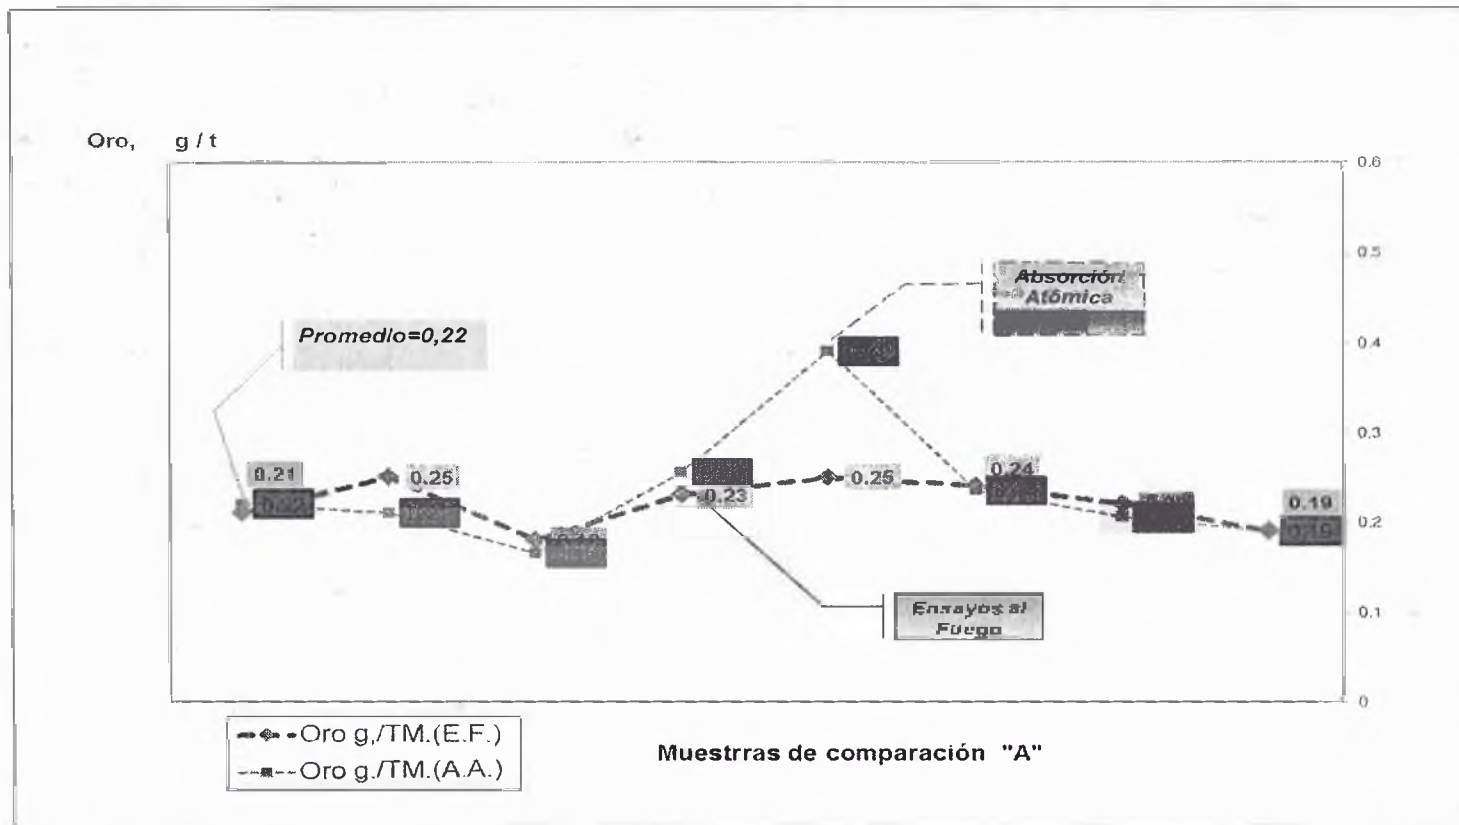 Oro, g / t
0.6
0.5
Absorción
Atómica
Promedio=0,22
0.4
0.3
0.21
0.25
0.24
0.25
0.23
0.22
0.19
0.2
0.19
Ensayos al
Fuego
0.1
0
Oro g,/TM.(E.F.)
Oro g./TM.(A.A.)
Muestrras de comparación "A"